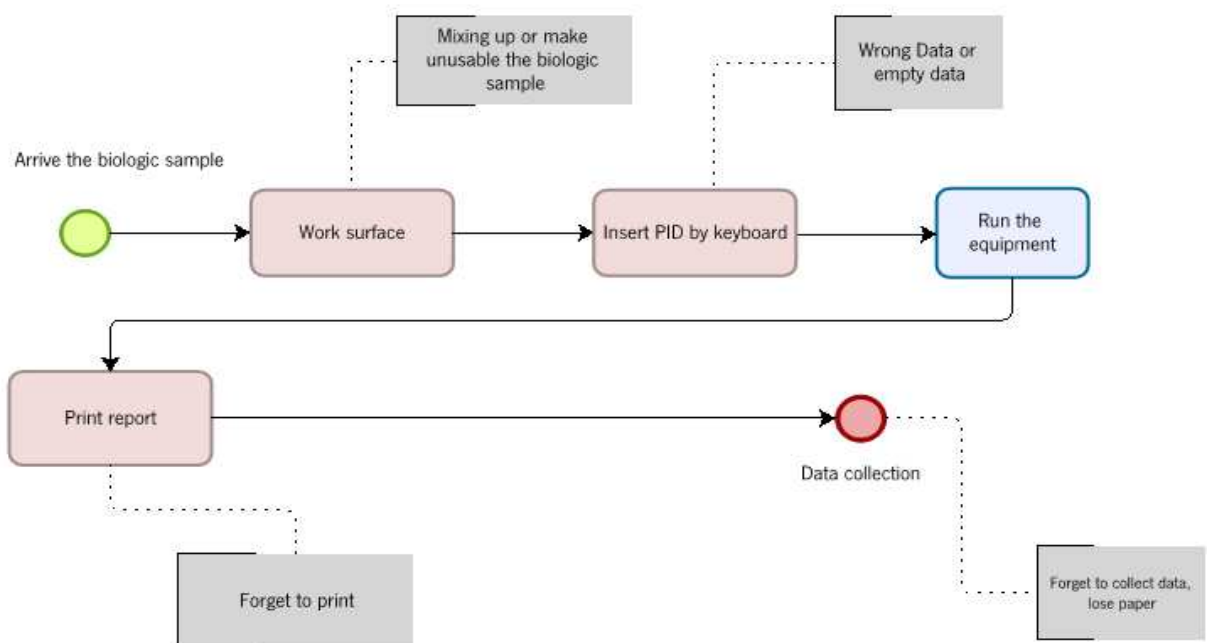 Mixing up or make
unusable the biologic
sample
Wrong Data or
empty data
Arrive the biologic sample
Work surface
Insert PID by keyboard
Run the
equipment
Print report
Data collection
Forget to print
Forget to collect data,
lose paper